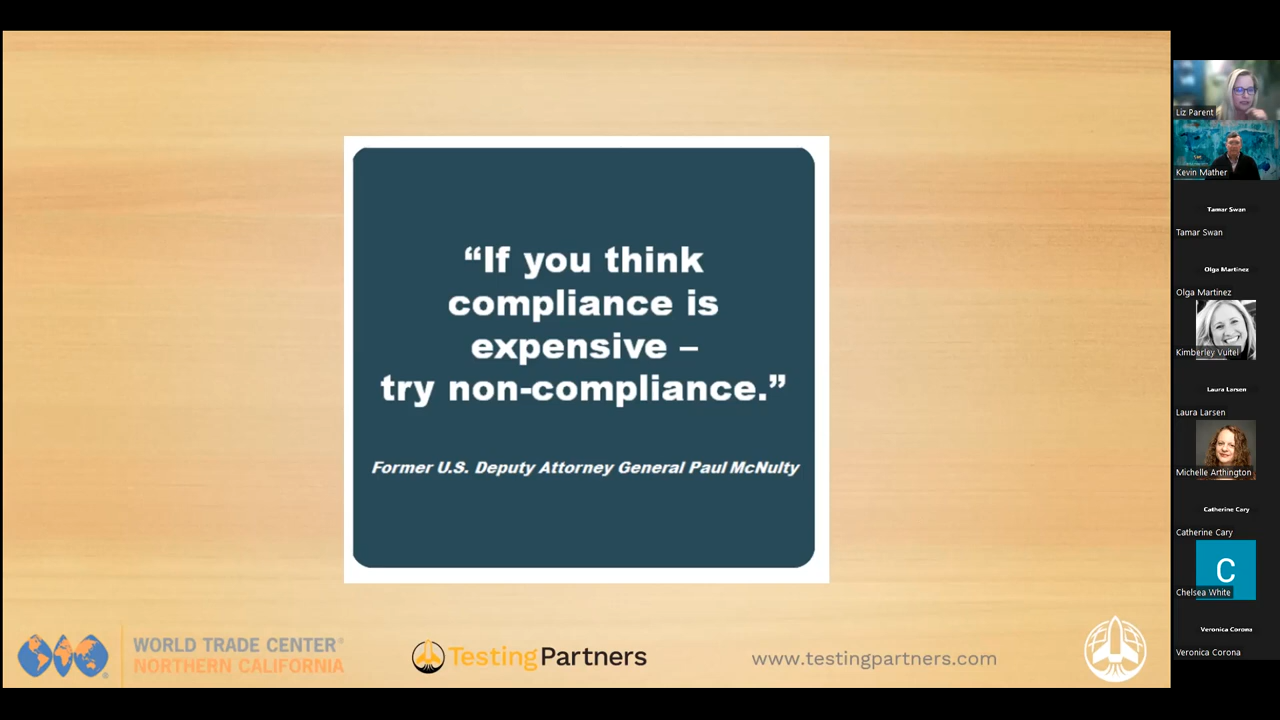 “If you think
compliance is
expensive –
try non-compliance.”
Former U.S. Deputy Attorney General Paul McNulty
WORLD TRADE CENTER®
NORTHERN CALIFORNIA
TestingPartners
www.testingpartners.com
Liz Parent
Kevin Mather
Tamar Swan
Tamar Swan
Olga Martinez
Olga Martinez
Kimberley Vuitel
Laura Larsen
Laura Larsen
Michelle Arthington
Catherine Cary
Catherine Cary
C
Chelsea White
Veronica Corona
Veronica Corona